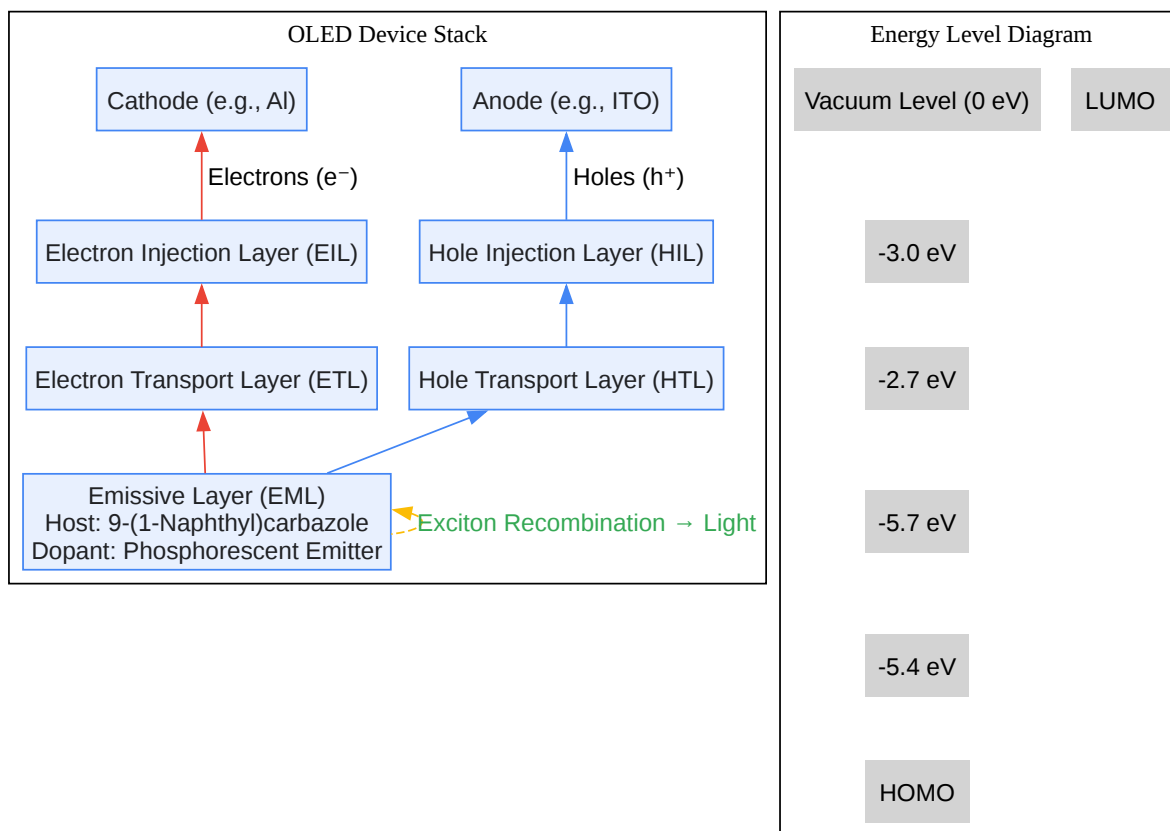 OLED Device Stack
Cathode (e.g., Al)
Anode (e.g., ITO)
Electrons (e⁻)
Holes (h⁺)
Electron Injection Layer (EIL)
Hole Injection Layer (HIL)
Electron Transport Layer (ETL)
Hole Transport Layer (HTL)
Emissive Layer (EML)
Host: 9-(1-Naphthyl)carbazole
Dopant: Phosphorescent Emitter
Exciton Recombination → Light
Energy Level Diagram
Vacuum Level (0 eV)
LUMO
-3.0 eV
-2.7 eV
-5.7 eV
-5.4 eV
HOMO